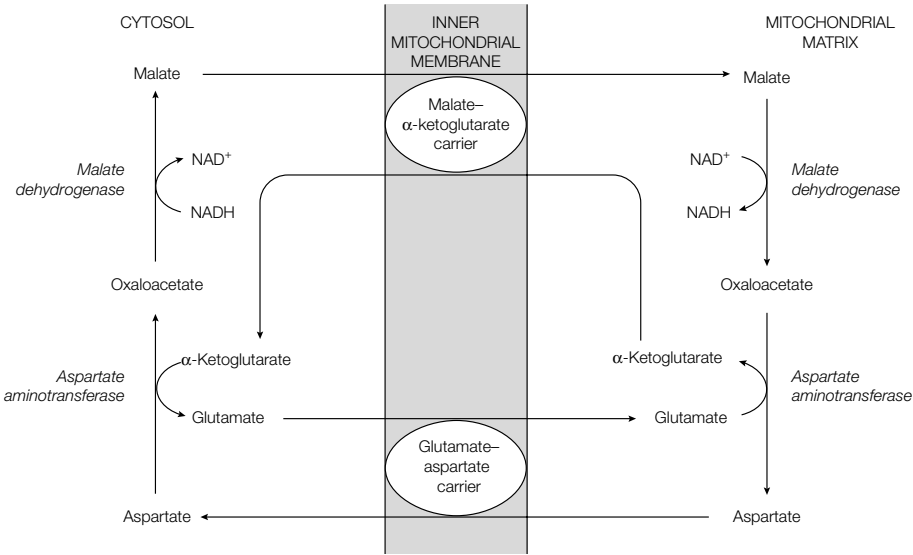 CYTOSOL
INNER
MITOCHONDRIAL
MEMBRANE
MITOCHONDRIAL
MATRIX
Malate
Malate
Malate–
α-ketoglutarate
carrier
NAD⁺
Malate
dehydrogenase
NADH
NAD⁺
Malate
dehydrogenase
NADH
Oxaloacetate
Oxaloacetate
α-Ketoglutarate
α-Ketoglutarate
Aspartate
aminotransferase
Aspartate
aminotransferase
Glutamate
Glutamate
Glutamate–
aspartate
carrier
Aspartate
Aspartate